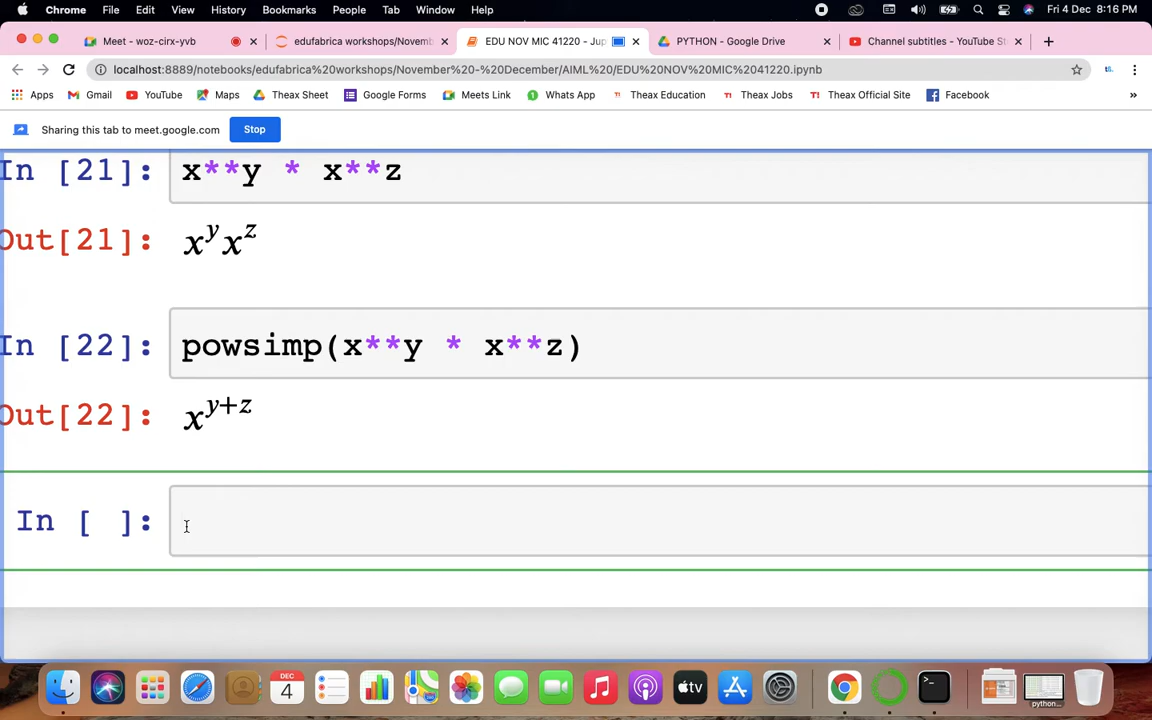 Chrome File Edit View History Bookmarks People Tab Window Help Fri 4 Dec 8:16 PM
Meet - woz-cirx-yvb edufabrica workshops/Novemb EDU NOV MIC 41220 - Jup PYTHON - Google Drive Channel subtitles - YouTube St
localhost:8889/notebooks/edufabrica%20workshops/November%20-%20December/AIML%20/EDU%20NOV%20MIC%2041220.ipynb
Apps Gmail YouTube Maps Theax Sheet Google Forms Meets Link Whats App Theax Education Theax Jobs Theax Official Site Facebook »
Sharing this tab to meet.google.com Stop
In [21]: x**y * x**z
Out[21]: x^y x^z
In [22]: powsimp(x**y * x**z)
Out[22]: x^{y+z}
In [ ]:
DEC
4
tv
python...